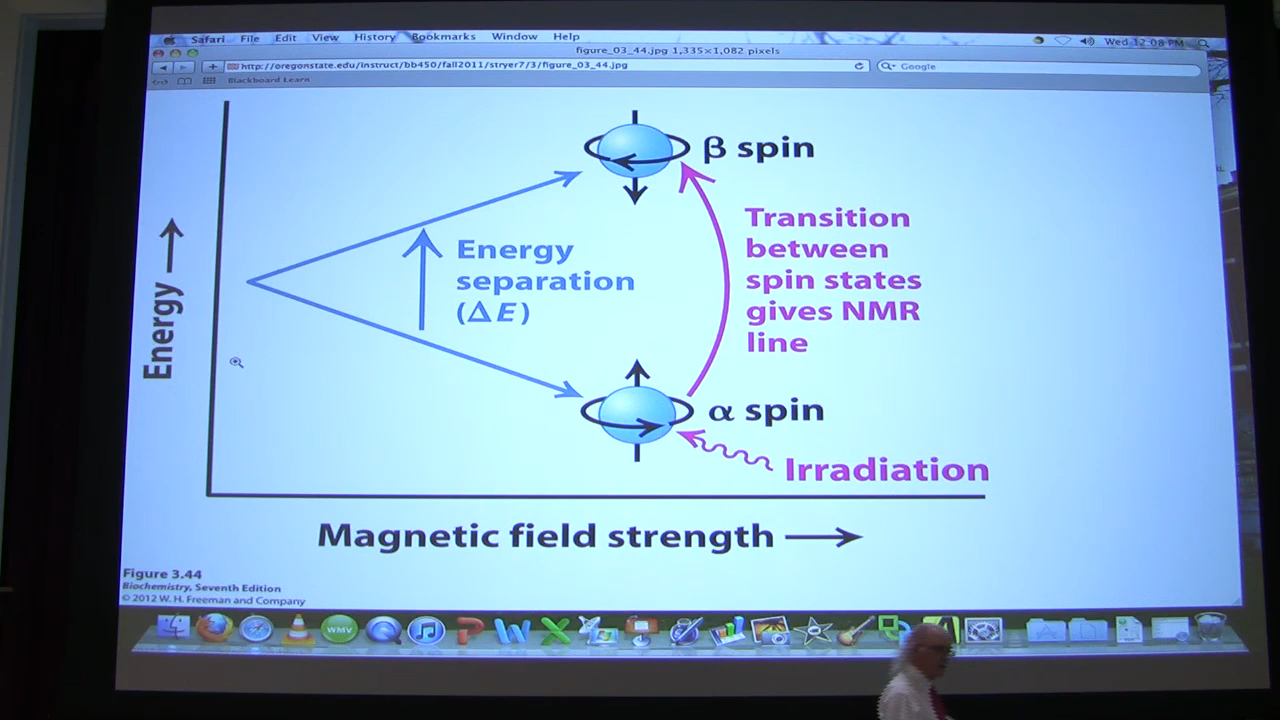 Safari File Edit View History Bookmarks Window Help
Wed 12:08 PM
figure_03_44.jpg 1,335×1,082 pixels
http://oregonstate.edu/instruct/bb450/fall2011/stryer7/3/figure_03_44.jpg
Google
Blackboard Learn
β spin
Transition
between
spin states
gives NMR
line
Energy
separation
(ΔE)
Energy
α spin
Irradiation
Magnetic field strength
Figure 3.44
Biochemistry, Seventh Edition
© 2012 W. H. Freeman and Company
WMV